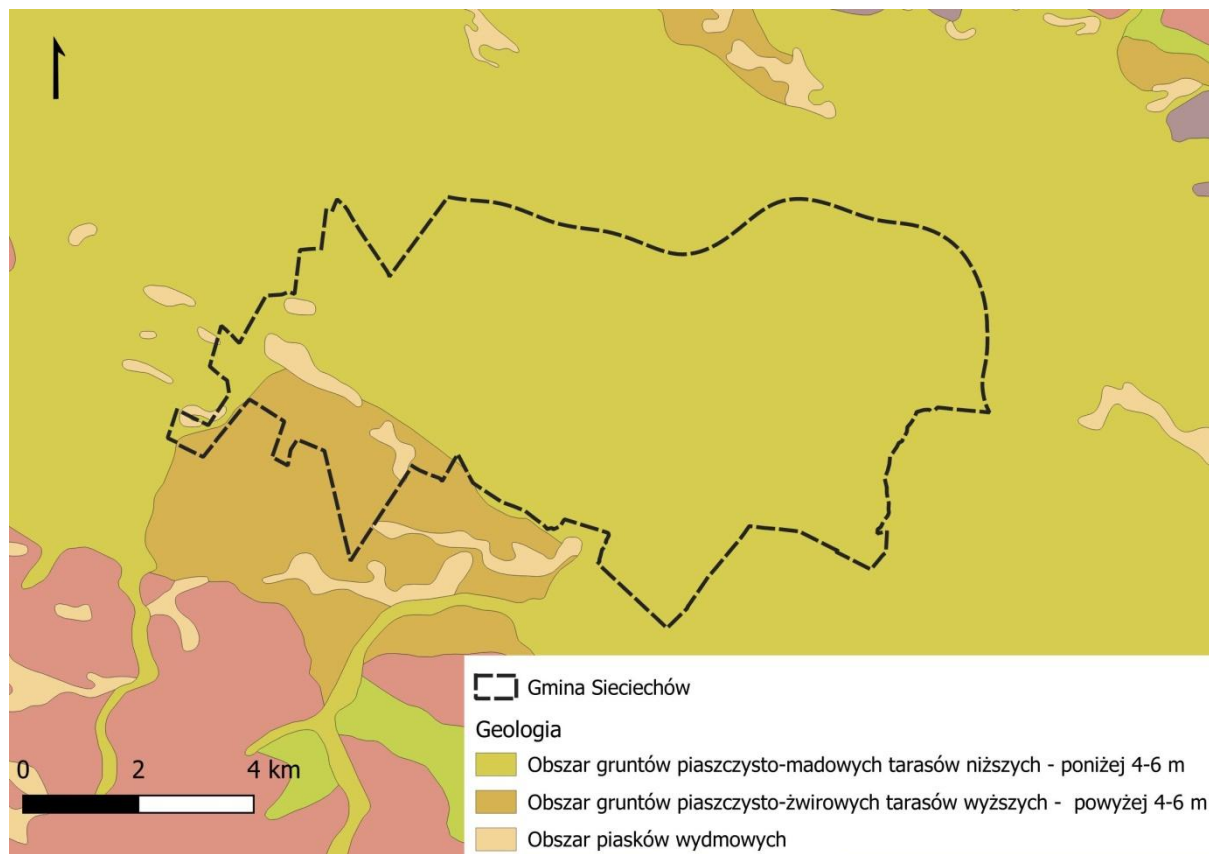 Gmina Sieciechów
Geologia
Obszar gruntów piaszczysto-madowych tarasów niższych - poniżej 4-6 m
Obszar gruntów piaszczysto-żwirowych tarasów wyższych - powyżej 4-6 m
Obszar piasków wydmowych
0 2 4 km